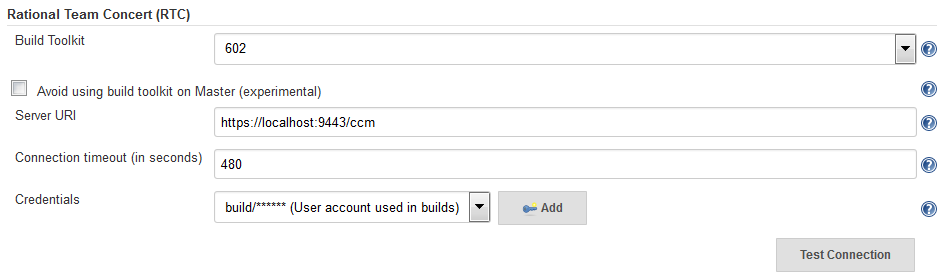 Rational Team Concert (RTC)
Build Toolkit
602
Avoid using build toolkit on Master (experimental)
Server URI
https://localhost:9443/ccm
Connection timeout (in seconds)
480
Credentials
build/****** (User account used in builds)
Add
Test Connection